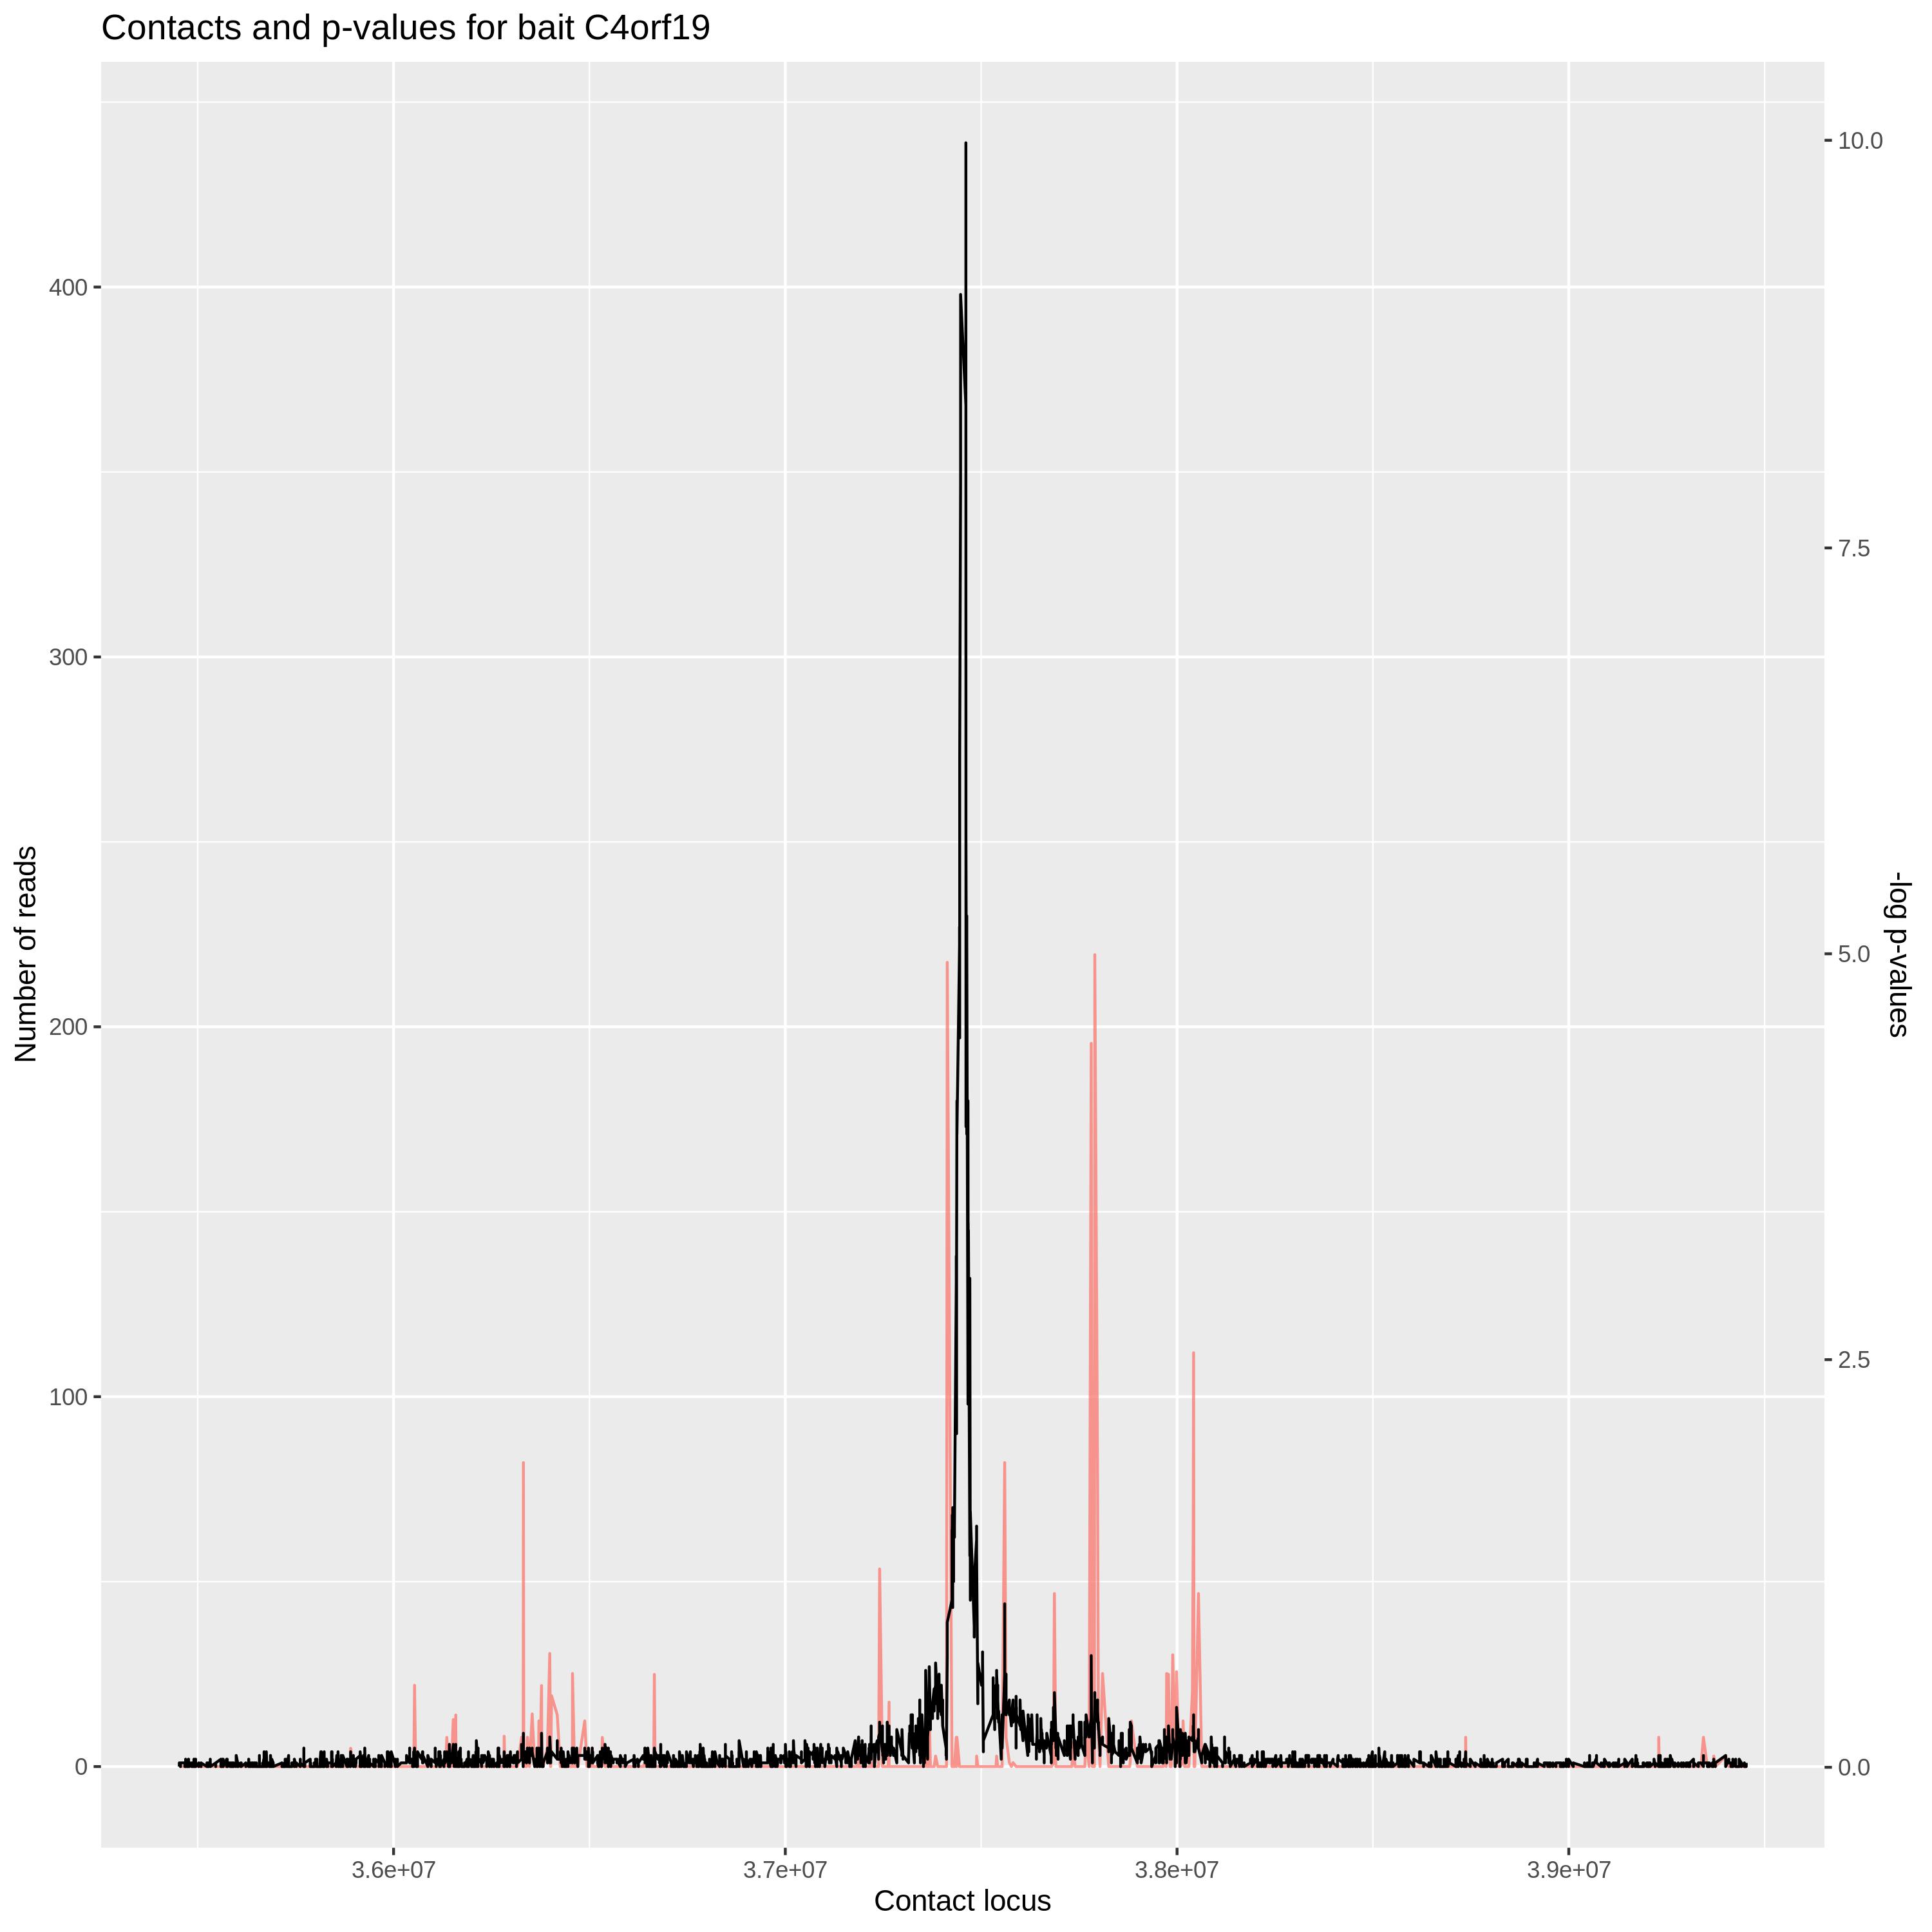 Contacts and p-values for bait C4orf19
Number of reads
400
300
200
100
0
10.0
7.5
5.0
2.5
0.0
-log p-values
3.6e+07
3.7e+07
3.8e+07
3.9e+07
Contact locus